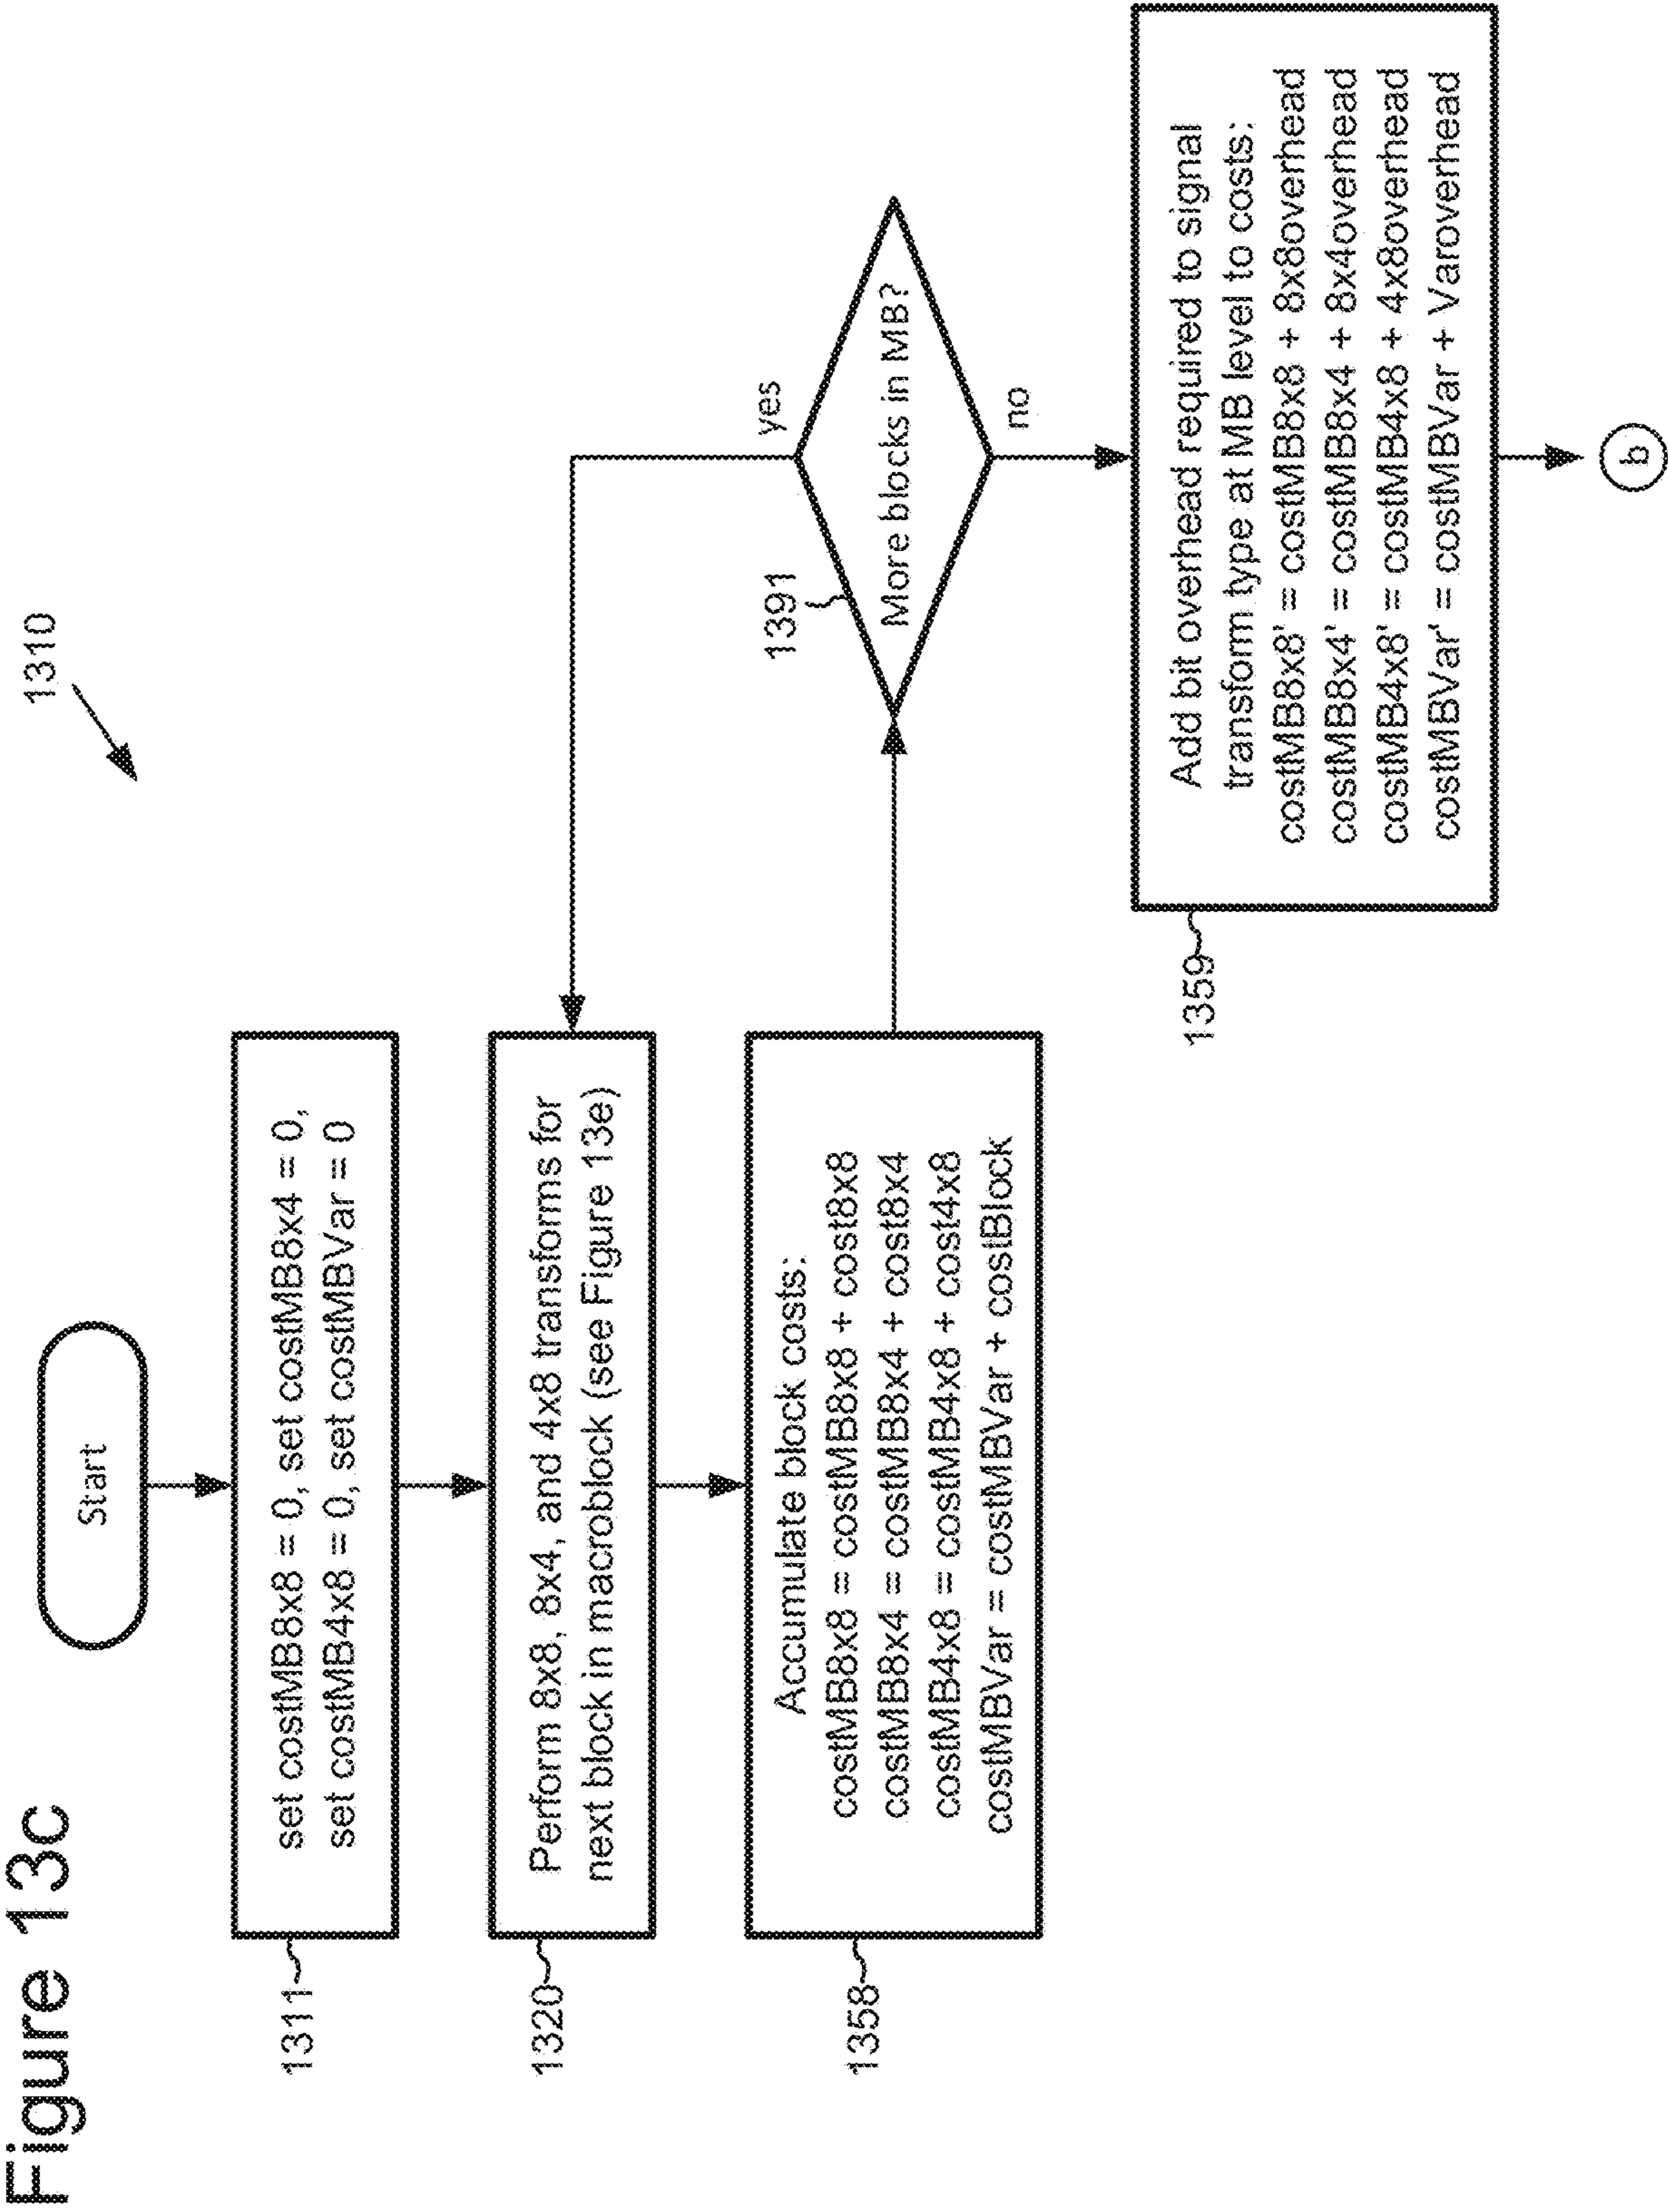 Figure 13c
1310
Start
1311
set costMB8x8 = 0, set costMB8x4 = 0,
set costMB4x8 = 0, set costMBVar = 0
1320
Perform 8x8, 8x4, and 4x8 transforms for
next block in macroblock (see Figure 13e)
1358
Accumulate block costs:
costMB8x8 = costMB8x8 + cost8x8
costMB8x4 = costMB8x4 + cost8x4
costMB4x8 = costMB4x8 + cost4x8
costMBVar = costMBVar + costBlock
1391
yes
More blocks in MB?
no
1359
Add bit overhead required to signal
transform type at MB level to costs:
costMB8x8' = costMB8x8 + 8x8overhead
costMB8x4' = costMB8x4 + 8x4overhead
costMB4x8' = costMB4x8 + 4x8overhead
costMBVar' = costMBVar + Varoverhead
b